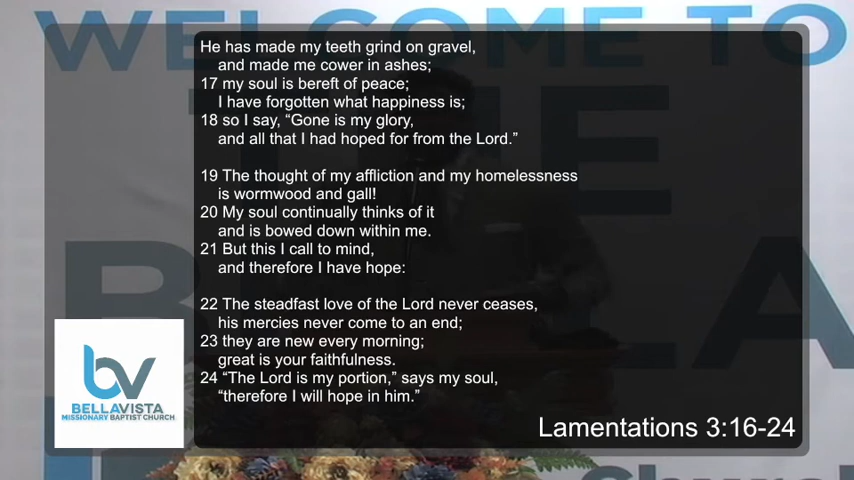 WELCOME TO
THE
He has made my teeth grind on gravel,
and made me cower in ashes;
17 my soul is bereft of peace;
I have forgotten what happiness is;
18 so I say, “Gone is my glory,
and all that I had hoped for from the Lord.”
19 The thought of my affliction and my homelessness
is wormwood and gall!
20 My soul continually thinks of it
and is bowed down within me.
21 But this I call to mind,
and therefore I have hope:
22 The steadfast love of the Lord never ceases,
his mercies never come to an end;
23 they are new every morning;
great is your faithfulness.
24 “The Lord is my portion,” says my soul,
“therefore I will hope in him.”
Lamentations 3:16-24
bv
BELLAVISTA
MISSIONARY BAPTIST CHURCH